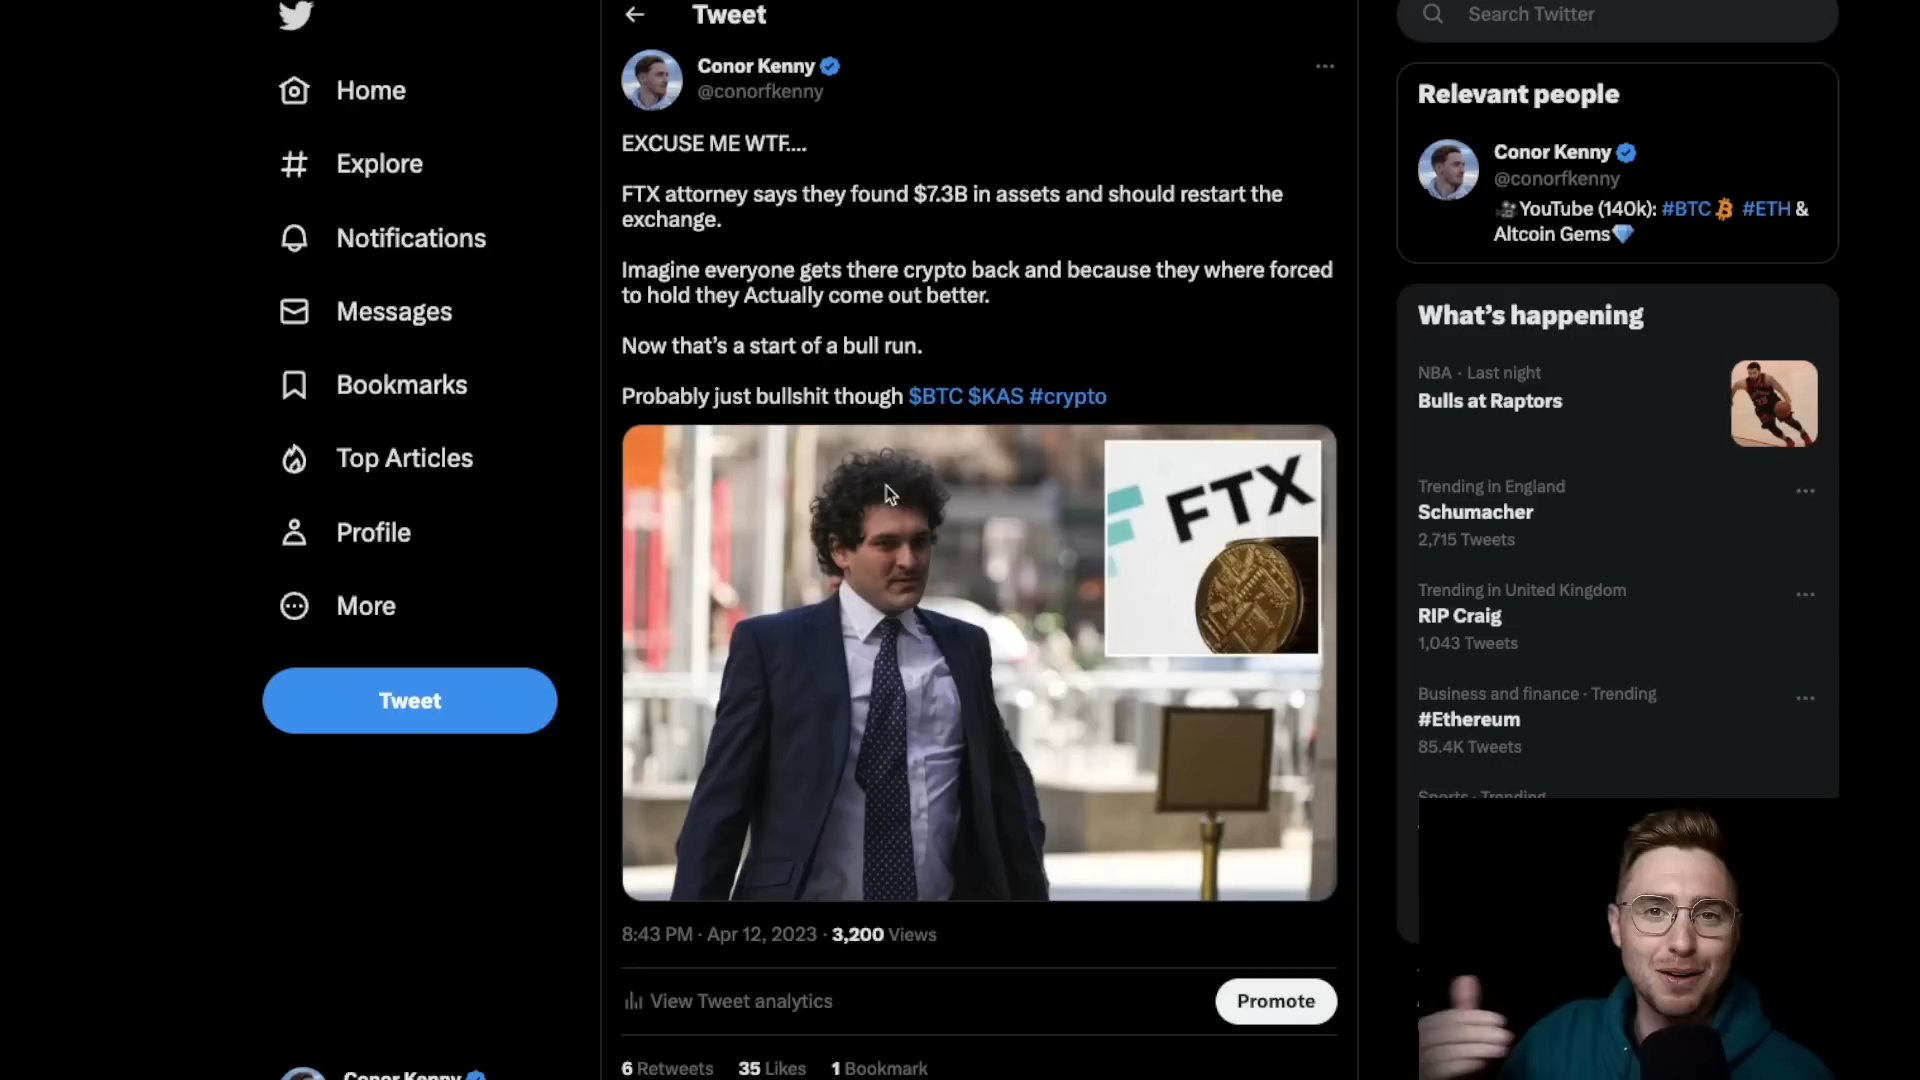 Home
Explore
Notifications
Messages
Bookmarks
Top Articles
Profile
More
Tweet
Conor Kenny
Tweet
Conor Kenny
@conorfkenny
EXCUSE ME WTF....
FTX attorney says they found $7.3B in assets and should restart the
exchange.
Imagine everyone gets there crypto back and because they where forced
to hold they Actually come out better.
Now that’s a start of a bull run.
Probably just bullshit though $BTC $KAS #crypto
FTX
8:43 PM · Apr 12, 2023 · 3,200 Views
View Tweet analytics
Promote
6 Retweets 35 Likes 1 Bookmark
Search Twitter
Relevant people
Conor Kenny
@conorfkenny
YouTube (140k): #BTC #ETH &
Altcoin Gems
What’s happening
NBA · Last night
Bulls at Raptors
Trending in England
Schumacher
2,715 Tweets
Trending in United Kingdom
RIP Craig
1,043 Tweets
Business and finance · Trending
#Ethereum
85.4K Tweets
Sports · Trending